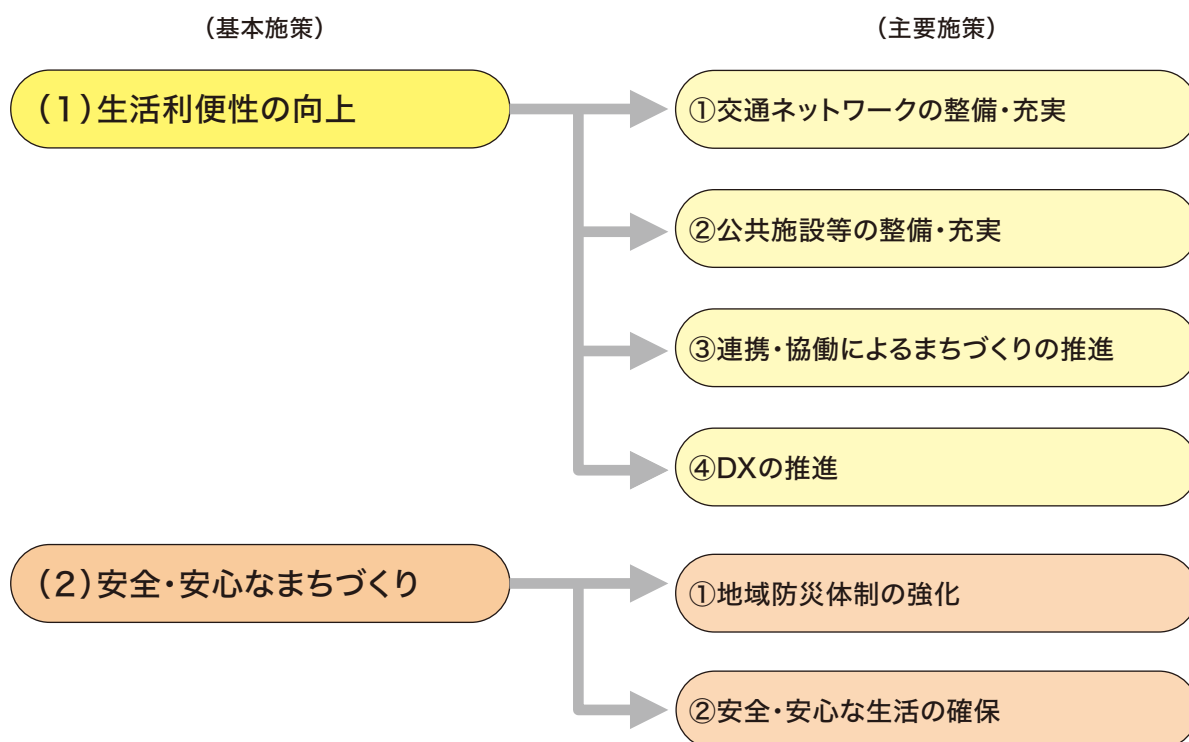 （基本施策）
（主要施策）
（1）生活利便性の向上
①交通ネットワークの整備・充実
②公共施設等の整備・充実
③連携・協働によるまちづくりの推進
④DXの推進
（2）安全・安心なまちづくり
①地域防災体制の強化
②安全・安心な生活の確保